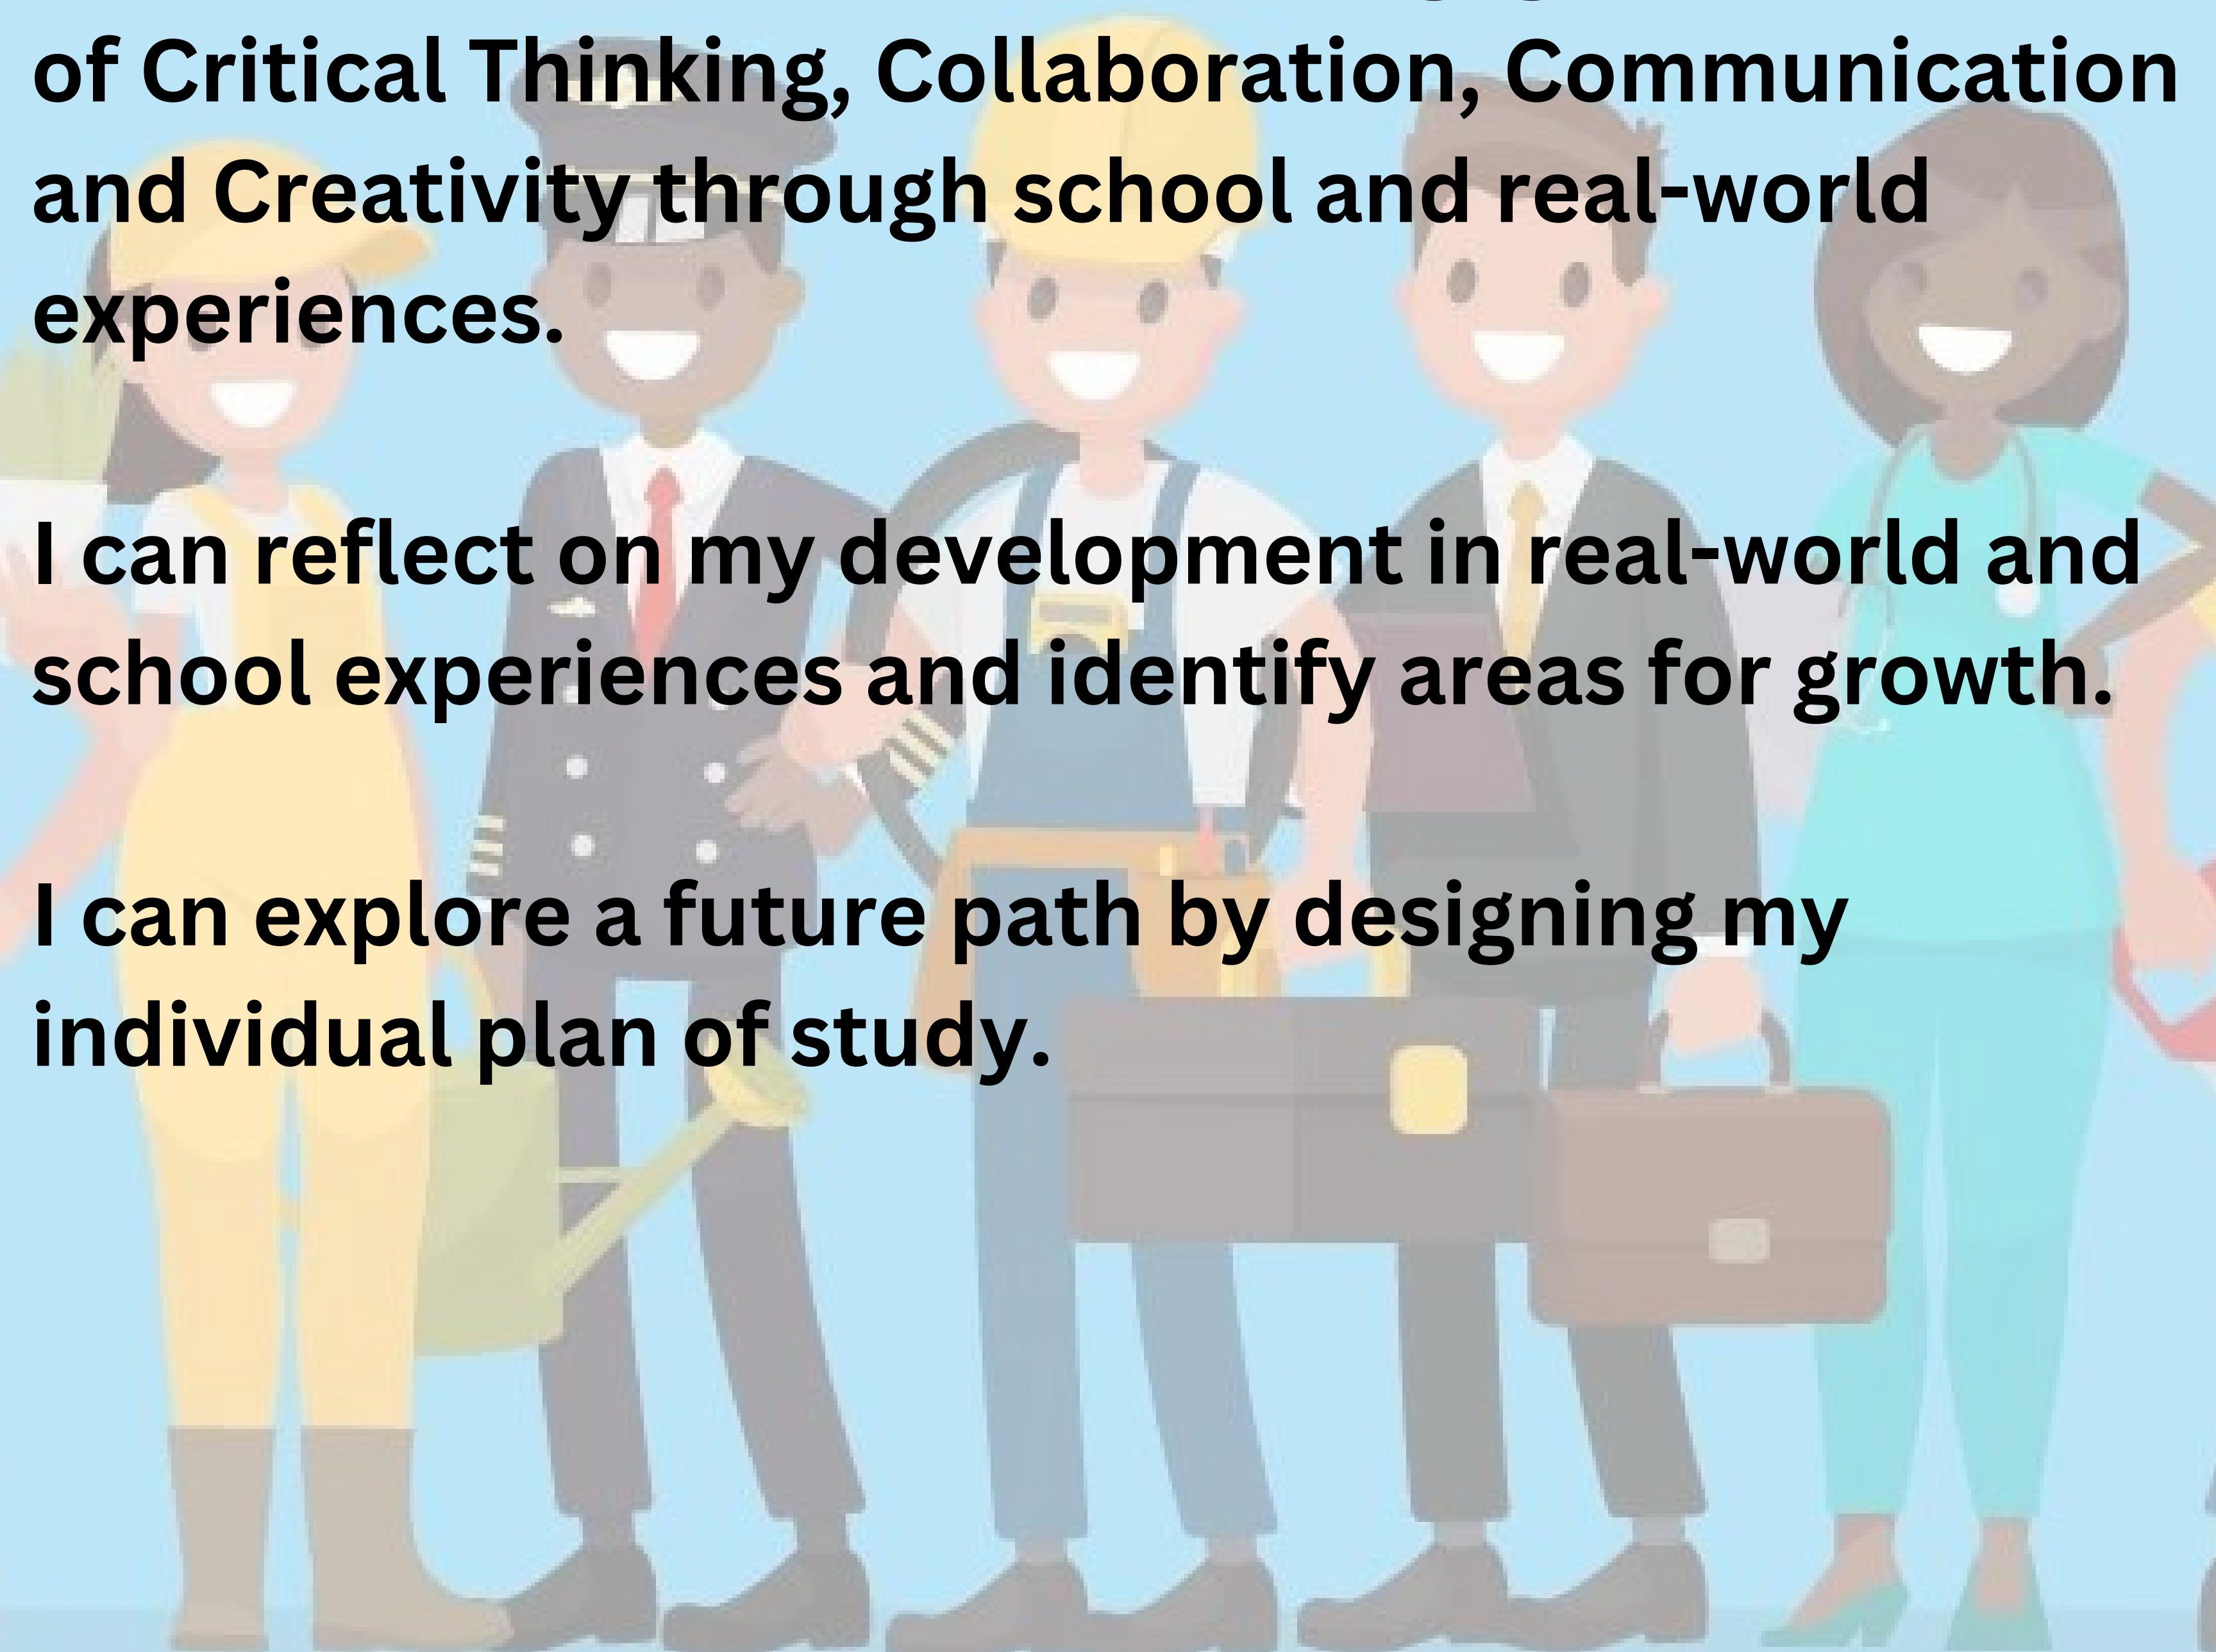 of Critical Thinking, Collaboration, Communication
and Creativity through school and real-world
experiences.
I can reflect on my development in real-world and
school experiences and identify areas for growth.
I can explore a future path by designing my
individual plan of study.